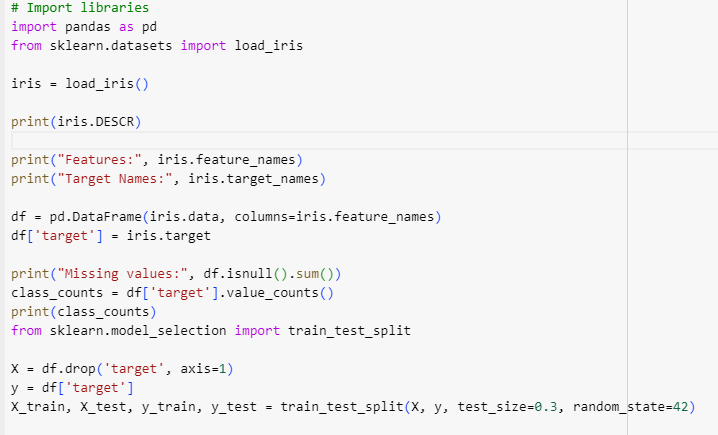 # Import libraries
import pandas as pd
from sklearn.datasets import load_iris
iris = load_iris()
print(iris.DESCR)
print("Features:", iris.feature_names)
print("Target Names:", iris.target_names)
df = pd.DataFrame(iris.data, columns=iris.feature_names)
df['target'] = iris.target
print("Missing values:", df.isnull().sum())
class_counts = df['target'].value_counts()
print(class_counts)
from sklearn.model_selection import train_test_split
X = df.drop('target', axis=1)
y = df['target']
X_train, X_test, y_train, y_test = train_test_split(X, y, test_size=0.3, random_state=42)